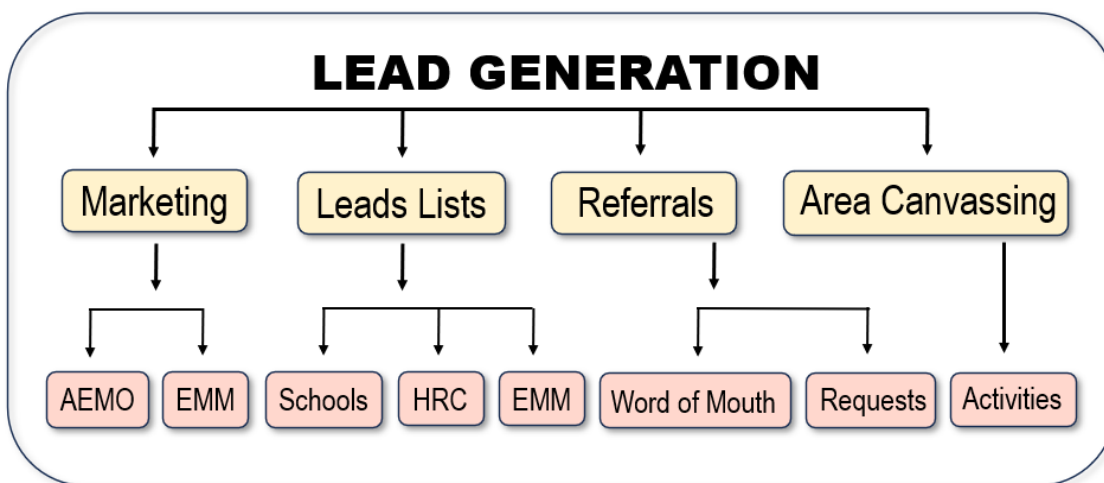 LEAD GENERATION
Marketing
Leads Lists
Referrals
Area Canvassing
AEMO
EMM
Schools
HRC
EMM
Word of Mouth
Requests
Activities